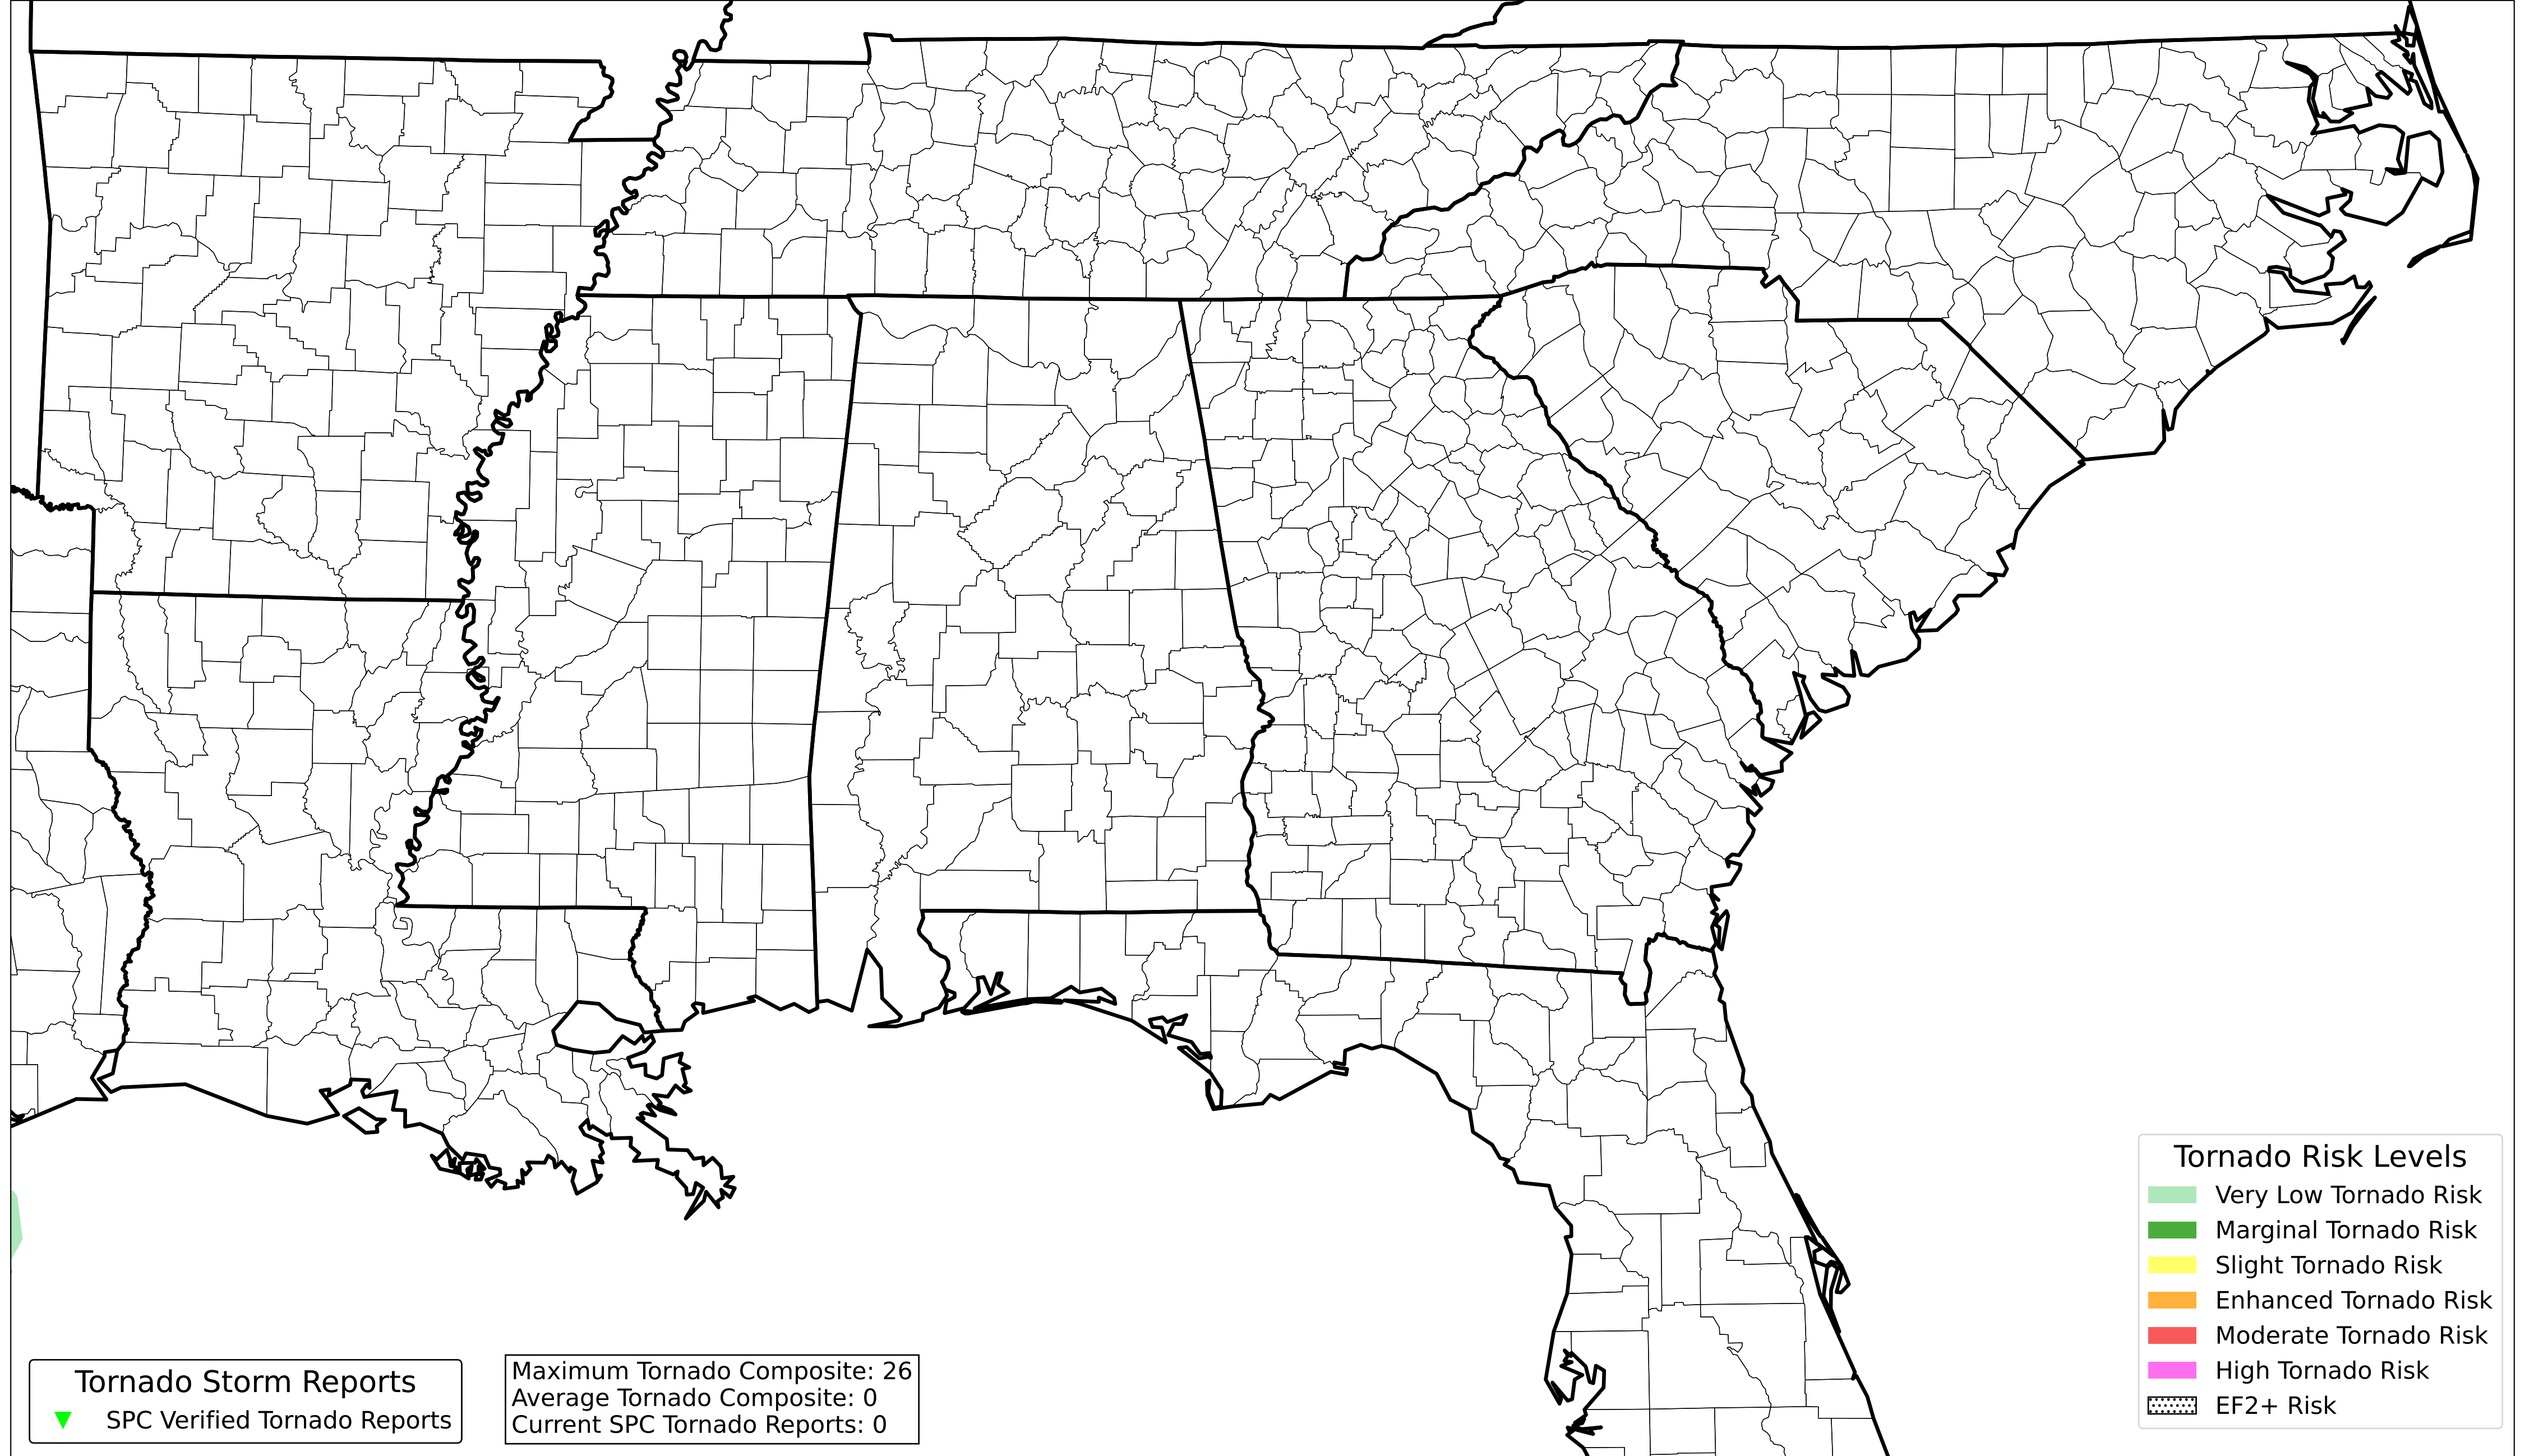 Tornado Risk Levels
Very Low Tornado Risk
Marginal Tornado Risk
Slight Tornado Risk
Enhanced Tornado Risk
Moderate Tornado Risk
High Tornado Risk
EF2+ Risk
Tornado Storm Reports
SPC Verified Tornado Reports
Maximum Tornado Composite: 26
Average Tornado Composite: 0
Current SPC Tornado Reports: 0